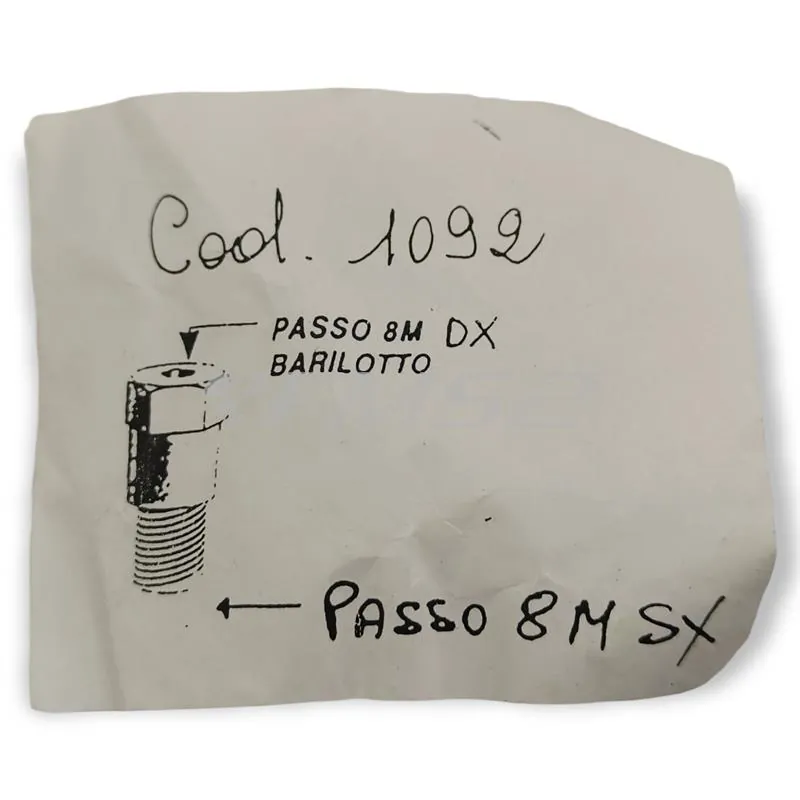 Cod. 1092
PASSO 8M DX
BARILOTTO
PASSO 8M SX